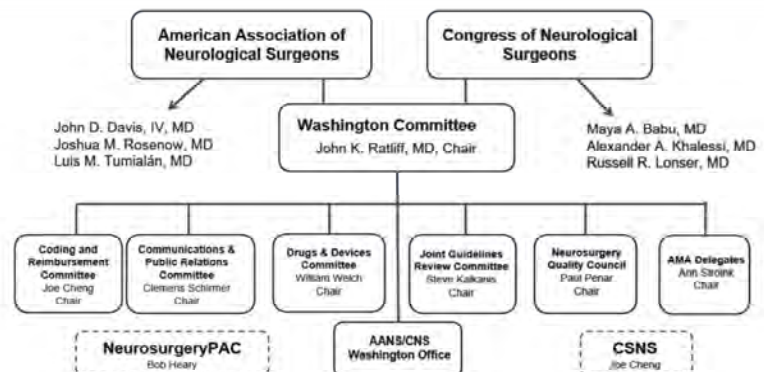 American Association of
Neurological Surgeons
Congress of Neurological
Surgeons
John D. Davis, IV, MD
Joshua M. Rosenow, MD
Luis M. Tumialán, MD
Washington Committee
John K. Ratliff, MD, Chair
Maya A. Babu, MD
Alexander A. Khalessi, MD
Russell R. Lonser, MD
Coding and
Reimbursement
Committee
Joe Cheng
Chair
Communications &
Public Relations
Committee
Clemens Schirmer
Chair
Drugs & Devices
Committee
William Welch
Chair
Joint Guidelines
Review Committee
Steve Kalkanis
Chair
Neurosurgery
Quality Council
Paul Penar
Chair
AMA Delegates
Ann Stroink
Chair
NeurosurgeryPAC
Bob Heary
AANS/CNS
Washington Office
CSNS
Joe Cheng